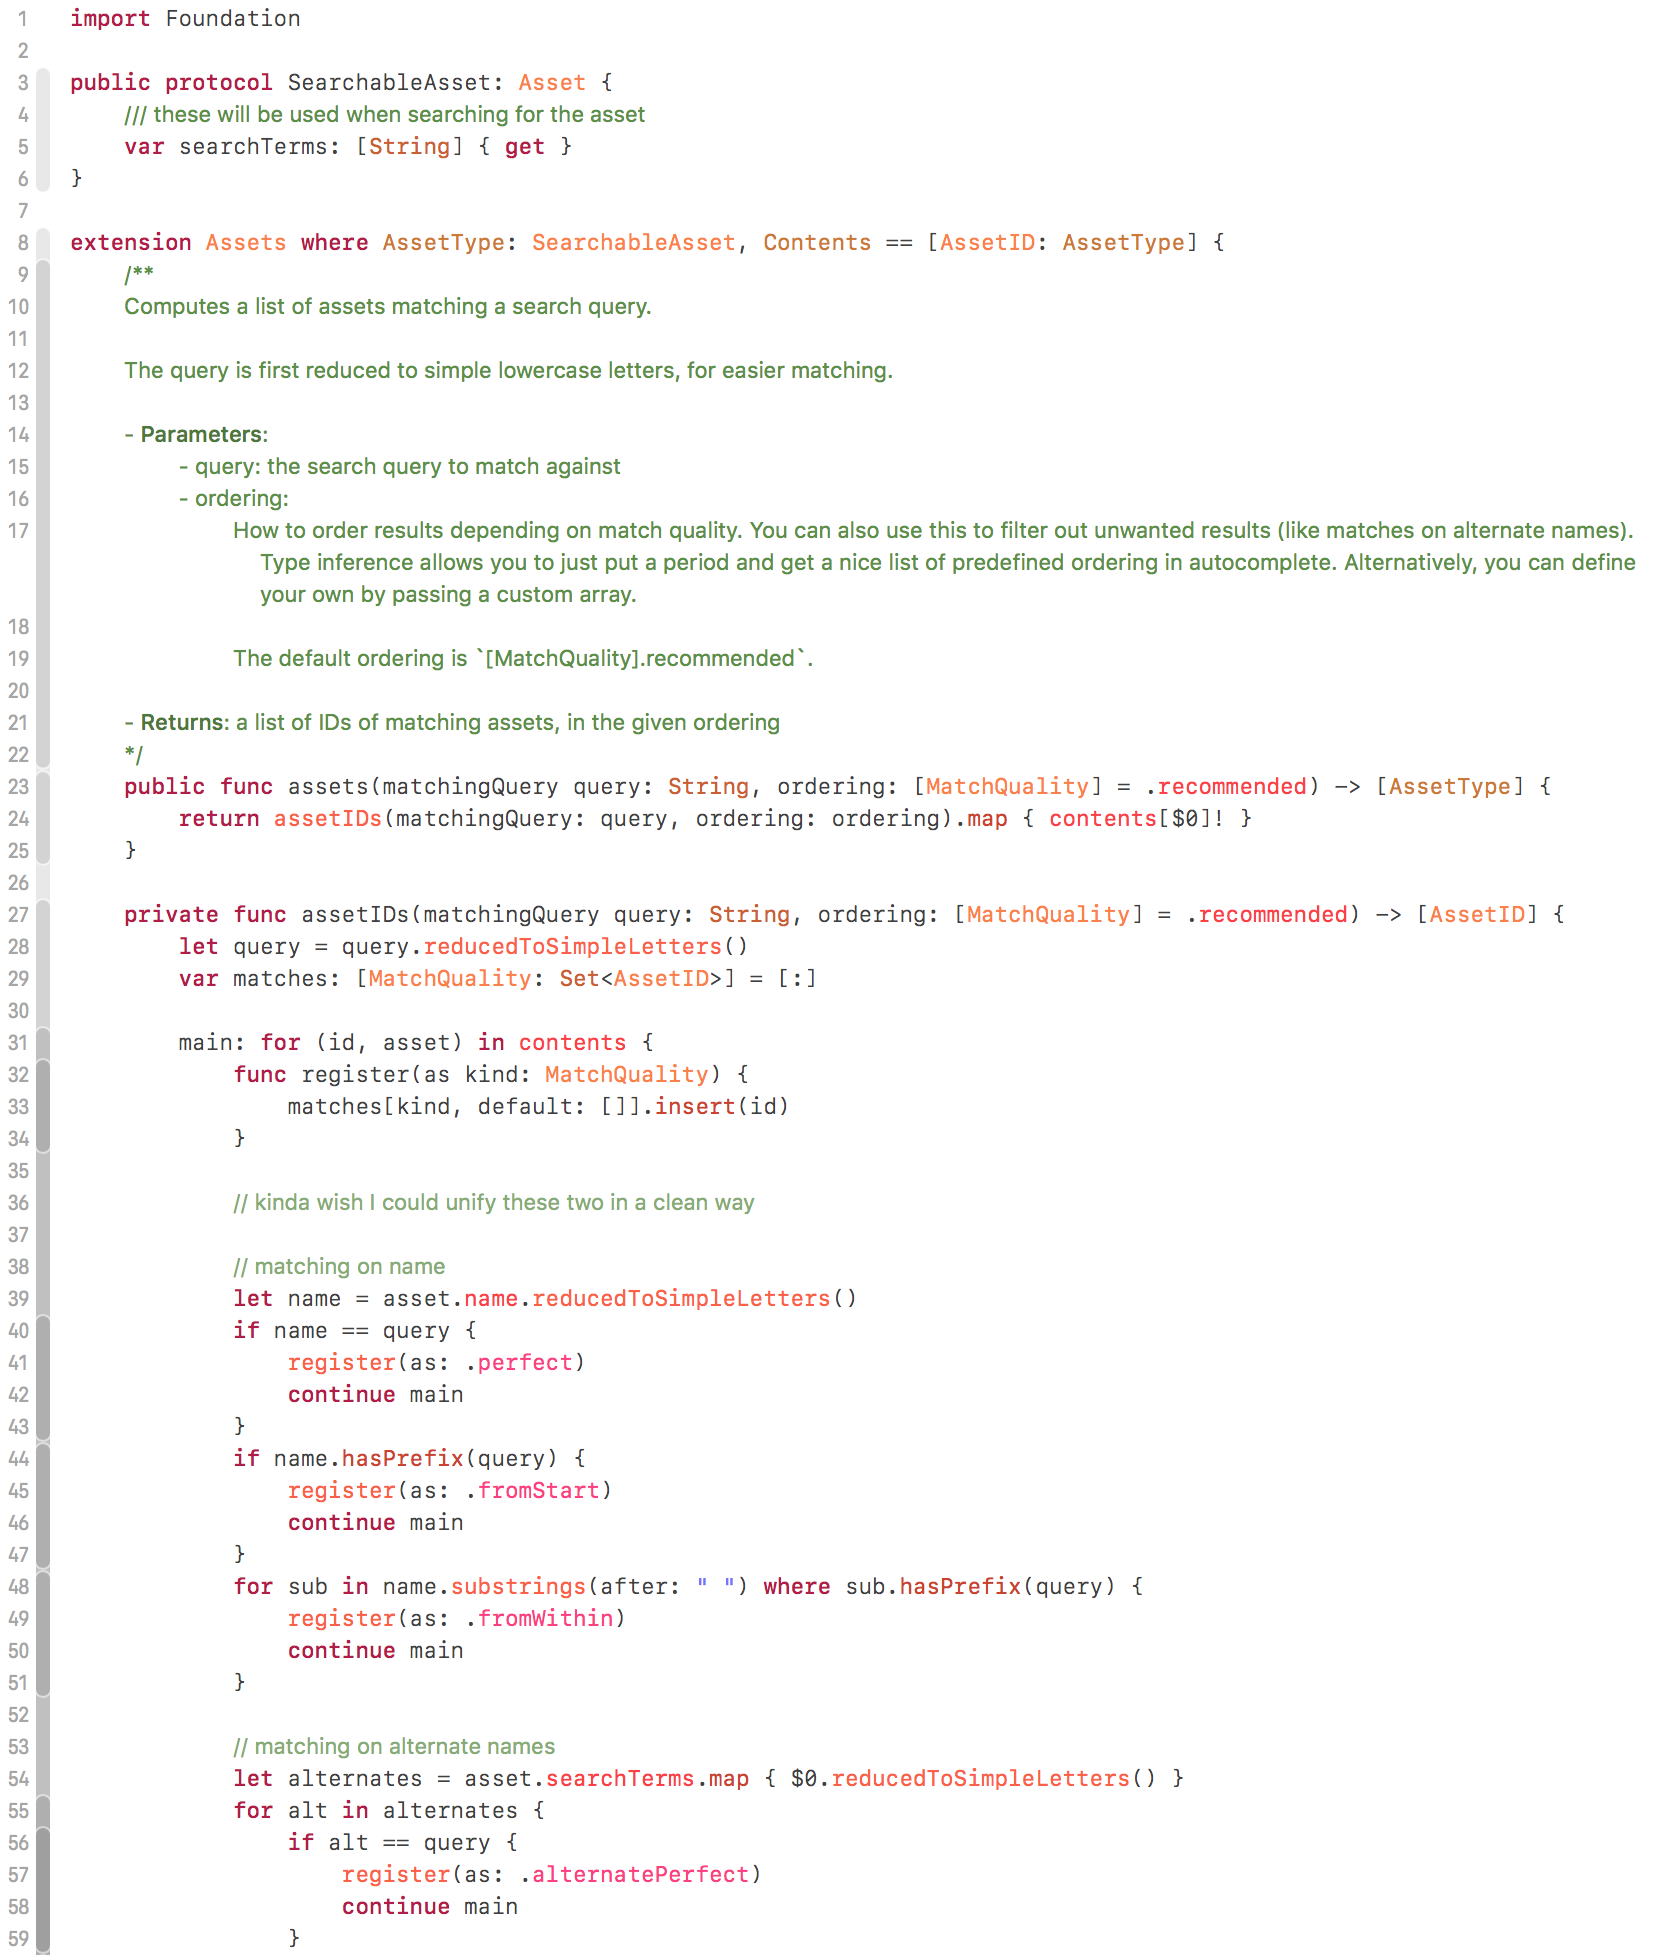 1 import Foundation
2
3 public protocol SearchableAsset: Asset {
4 /// these will be used when searching for the asset
5 var searchTerms: [String] { get }
6 }
7
8 extension Assets where AssetType: SearchableAsset, Contents == [AssetID: AssetType] {
9 /**
10 Computes a list of assets matching a search query.
11
12 The query is first reduced to simple lowercase letters, for easier matching.
13
14 - Parameters:
15 - query: the search query to match against
16 - ordering:
17 How to order results depending on match quality. You can also use this to filter out unwanted results (like matches on alternate names).
Type inference allows you to just put a period and get a nice list of predefined ordering in autocomplete. Alternatively, you can define
your own by passing a custom array.
18
19 The default ordering is `[MatchQuality].recommended`.
20
21 - Returns: a list of IDs of matching assets, in the given ordering
22 */
23 public func assets(matchingQuery query: String, ordering: [MatchQuality] = .recommended) -> [AssetType] {
24 return assetIDs(matchingQuery: query, ordering: ordering).map { contents[$0]! }
25 }
26
27 private func assetIDs(matchingQuery query: String, ordering: [MatchQuality] = .recommended) -> [AssetID] {
28 let query = query.reducedToSimpleLetters()
29 var matches: [MatchQuality: Set<AssetID>] = [:]
30
31 main: for (id, asset) in contents {
32 func register(as kind: MatchQuality) {
33 matches[kind, default: []].insert(id)
34 }
35
36 // kinda wish I could unify these two in a clean way
37
38 // matching on name
39 let name = asset.name.reducedToSimpleLetters()
40 if name == query {
41 register(as: .perfect)
42 continue main
43 }
44 if name.hasPrefix(query) {
45 register(as: .fromStart)
46 continue main
47 }
48 for sub in name.substrings(after: " ") where sub.hasPrefix(query) {
49 register(as: .fromWithin)
50 continue main
51 }
52
53 // matching on alternate names
54 let alternates = asset.searchTerms.map { $0.reducedToSimpleLetters() }
55 for alt in alternates {
56 if alt == query {
57 register(as: .alternatePerfect)
58 continue main
59 }